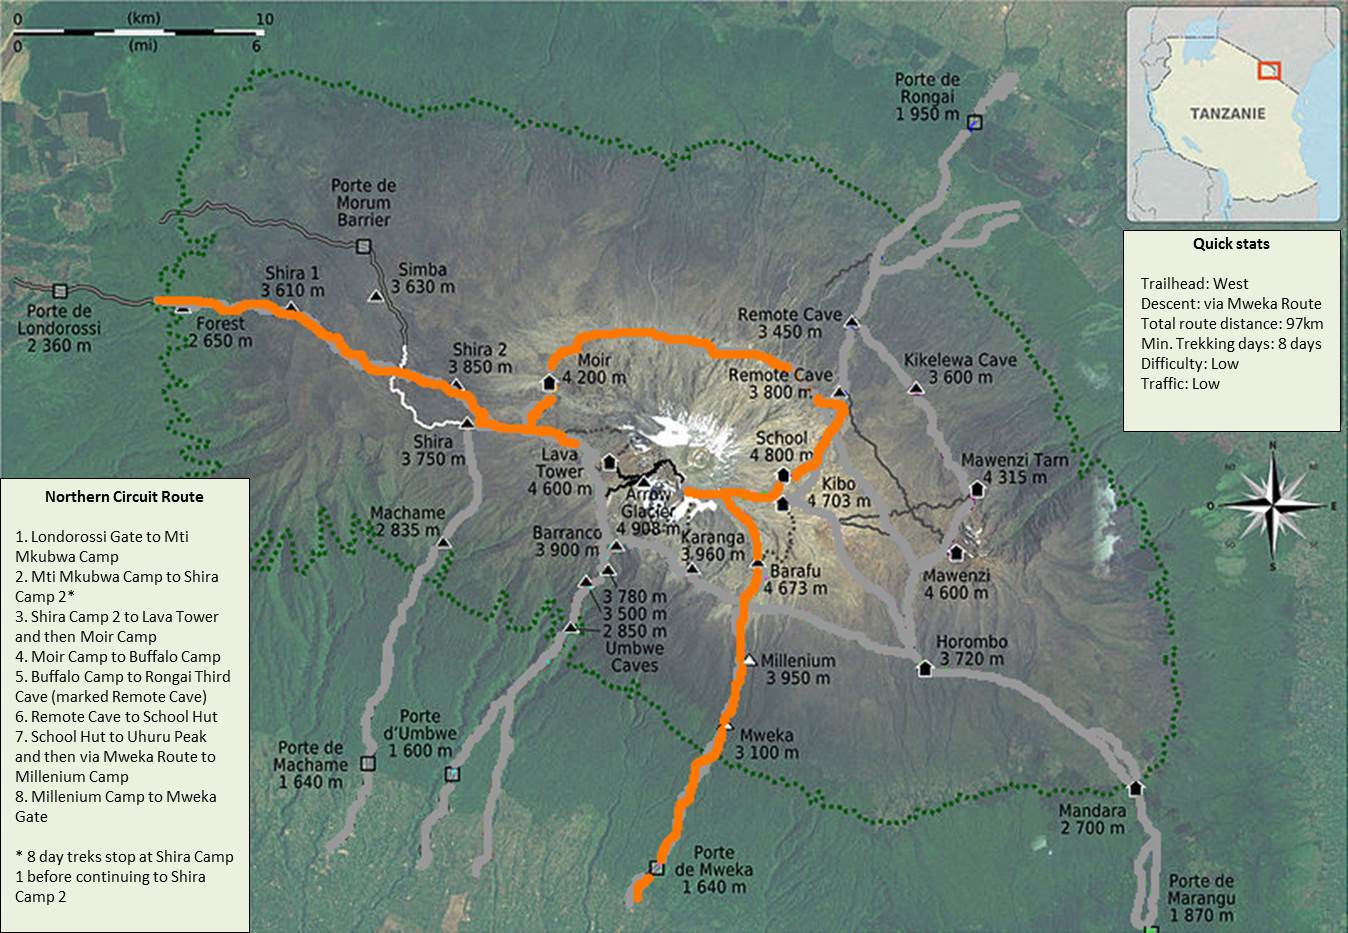 0 (km) 10
0 (mi) 6
Porte de
Rongai
1 950 m
TANZANIE
Quick stats
Trailhead: West
Descent: via Mweka Route
Total route distance: 97km
Min. Trekking days: 8 days
Difficulty: Low
Traffic: Low
Porte de
Morum
Barrier
Simba
3 630 m
Shira 1
3 610 m
Porte de
Londorossi
2 360 m
Forest
2 650 m
Shira 2
3 850 m
Moir
4 200 m
Remote Cave
3 450 m
Remote Cave
3 800 m
Kikelewa Cave
3 600 m
Shira
3 750 m
Lava
Tower
4 600 m
School
4 800 m
Kibo
4 703 m
Mawenzi Tarn
4 315 m
Arrow
Glacier
4 908 m
Machame
2 835 m
Barranco
3 900 m
Karanga
3 960 m
Barafu
4 673 m
Mawenzi
4 600 m
3 780 m
3 500 m
2 850 m
Umbwe
Caves
Millenium
3 950 m
Horombo
3 720 m
Porte
d'Umbwe
1 600 m
Porte de
Machame
1 640 m
Mweka
3 100 m
Mandara
2 700 m
Porte
de Mweka
1 640 m
Porte de
Marangu
1 870 m
N
NO
NE
O
E
SO
SE
S
Northern Circuit Route
1. Londorossi Gate to Mti
Mkubwa Camp
2. Mti Mkubwa Camp to Shira
Camp 2*
3. Shira Camp 2 to Lava Tower
and then Moir Camp
4. Moir Camp to Buffalo Camp
5. Buffalo Camp to Rongai Third
Cave (marked Remote Cave)
6. Remote Cave to School Hut
7. School Hut to Uhuru Peak
and then via Mweka Route to
Millenium Camp
8. Millenium Camp to Mweka
Gate
* 8 day treks stop at Shira Camp
1 before continuing to Shira
Camp 2